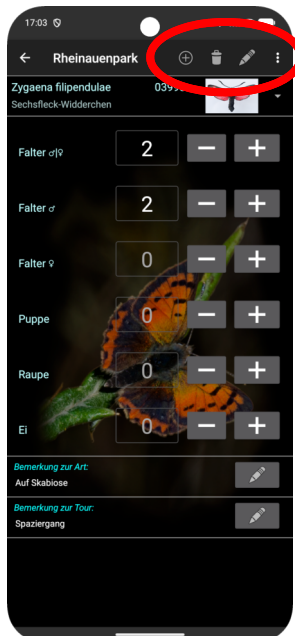 17:03
Rheinauenpark
Zygaena filipendulae
Sechsfleck-Widderchen
Falter ♂|♀ 2 − +
Falter ♂ 2 − +
Falter ♀ 0 − +
Puppe 0 − +
Raupe 0 − +
Ei 0 − +
Bemerkung zur Art:
Auf Skabiose
Bemerkung zur Tour:
Spaziergang